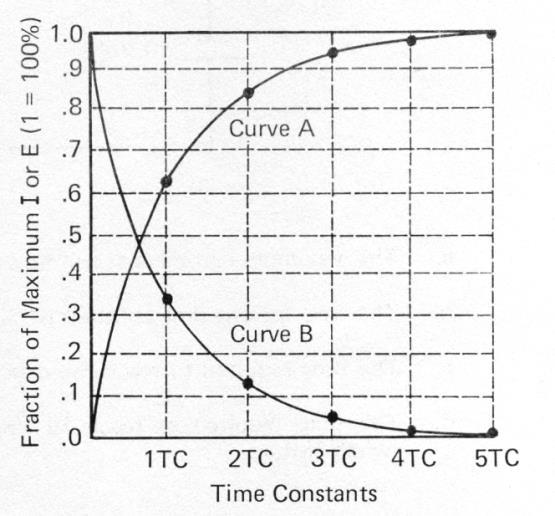 Fraction of Maximum I or E (1 = 100%)
1.0
.9
.8
.7
.6
.5
.4
.3
.2
.1
.0
Curve A
Curve B
1TC 2TC 3TC 4TC 5TC
Time Constants